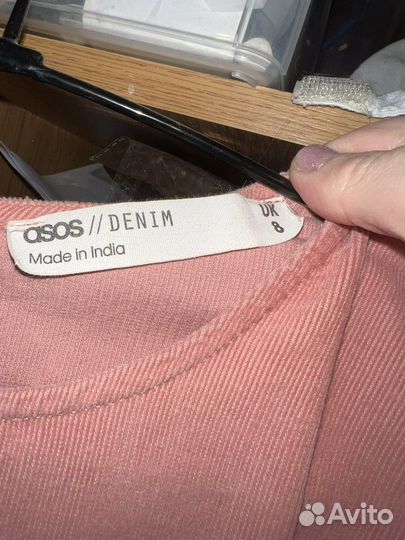 asos // DENIM
Made in India
UK
8
Avito